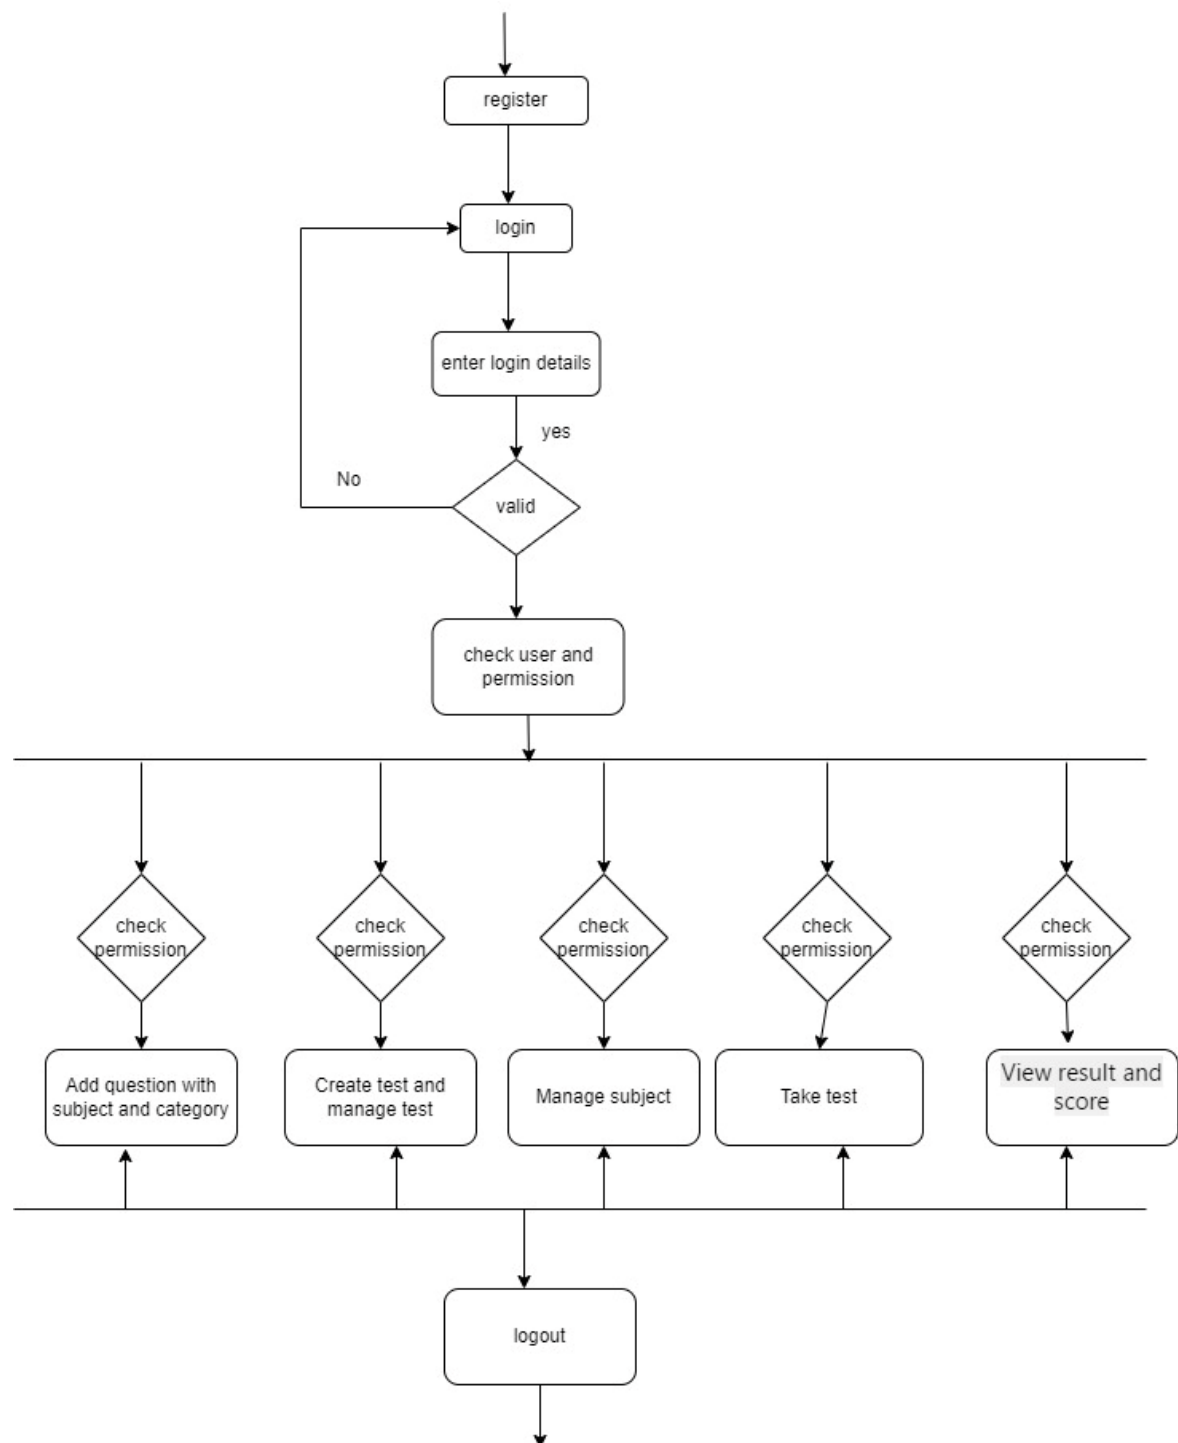 register
login
enter login details
yes
No
valid
check user and
permission
check
permission
check
permission
check
permission
check
permission
check
permission
Add question with
subject and category
Create test and
manage test
Manage subject
Take test
View result and
score
logout